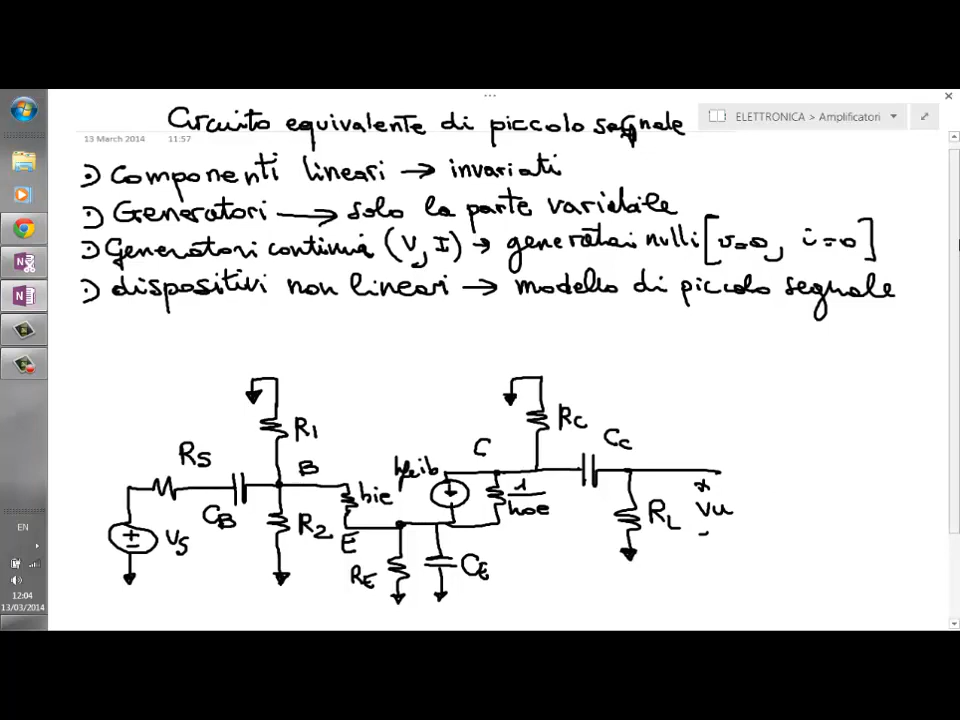 Circuito equivalente di piccolo segnale
13 March 2014 11:57
ELETTRONICA > Amplificatori
·) Componenti lineari → invariati
·) Generatori → solo la parte variabile
·) Generatori continui (V, I) → generatori nulli [v=0, i=0]
·) dispositivi non lineari → modello di piccolo segnale
R1
RC
RS
B
hfeib
C
CC
CB
hie
1/hoe
+
Vu
-
VS
R2
E
RL
RE
CE
EN
12:04
13/03/2014